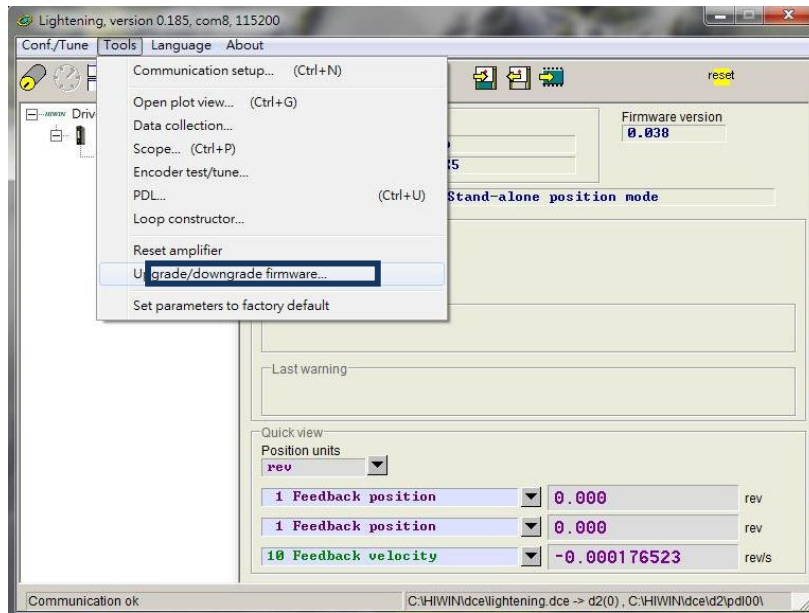 Lightening, version 0.185, com8, 115200
Conf./Tune Tools Language About
reset
Communication setup... (Ctrl+N)
Open plot view... (Ctrl+G)
Data collection...
Scope... (Ctrl+P)
Encoder test/tune...
PDL... (Ctrl+U)
Loop constructor...
Reset amplifier
Upgrade/downgrade firmware...
Set parameters to factory default
HIWIN Driv
Firmware version
0.038
5
Stand-alone position mode
Last warning
Quick view
Position units
rev
1 Feedback position 0.000 rev
1 Feedback position 0.000 rev
10 Feedback velocity -0.000176523 rev/s
Communication ok C:\HIWIN\dce\lightening.dce -> d2(0) , C:\HIWIN\dce\d2\pdl00\